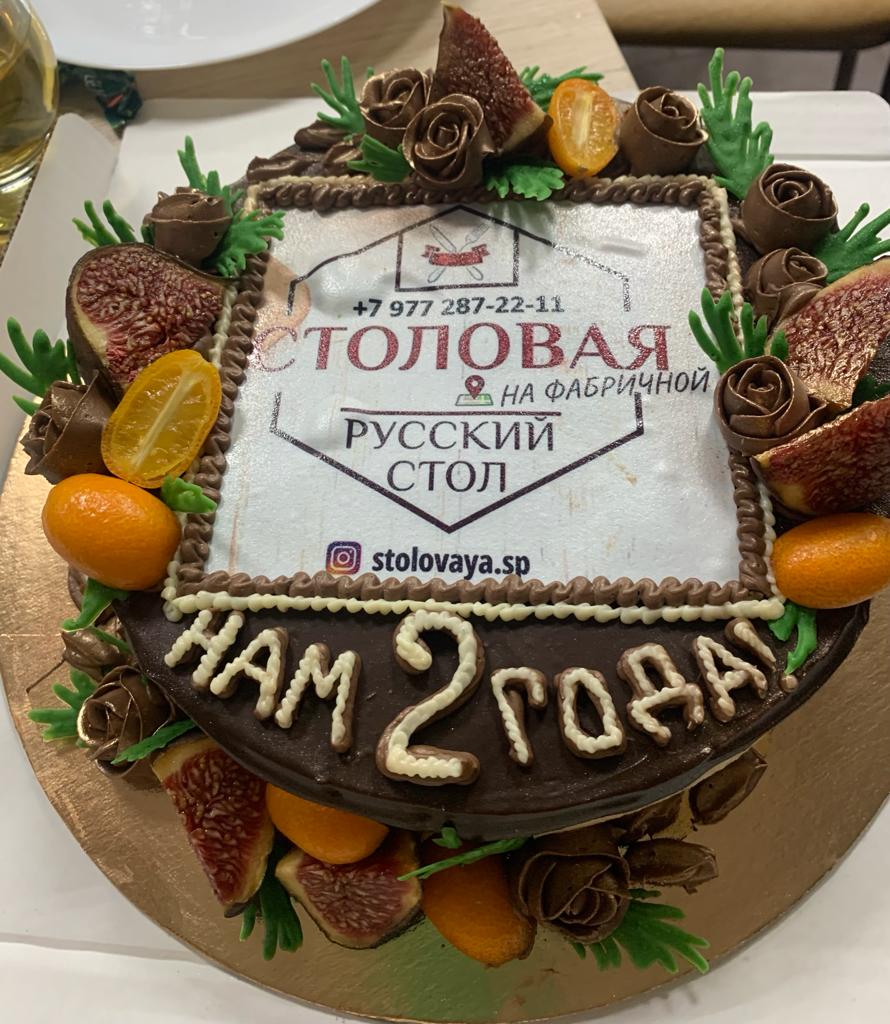 +7 977 287-22-11
СТОЛОВАЯ
НА ФАБРИЧНОЙ
РУССКИЙ
СТОЛ
stolovaya.sp
НАМ 2 ГОДА!